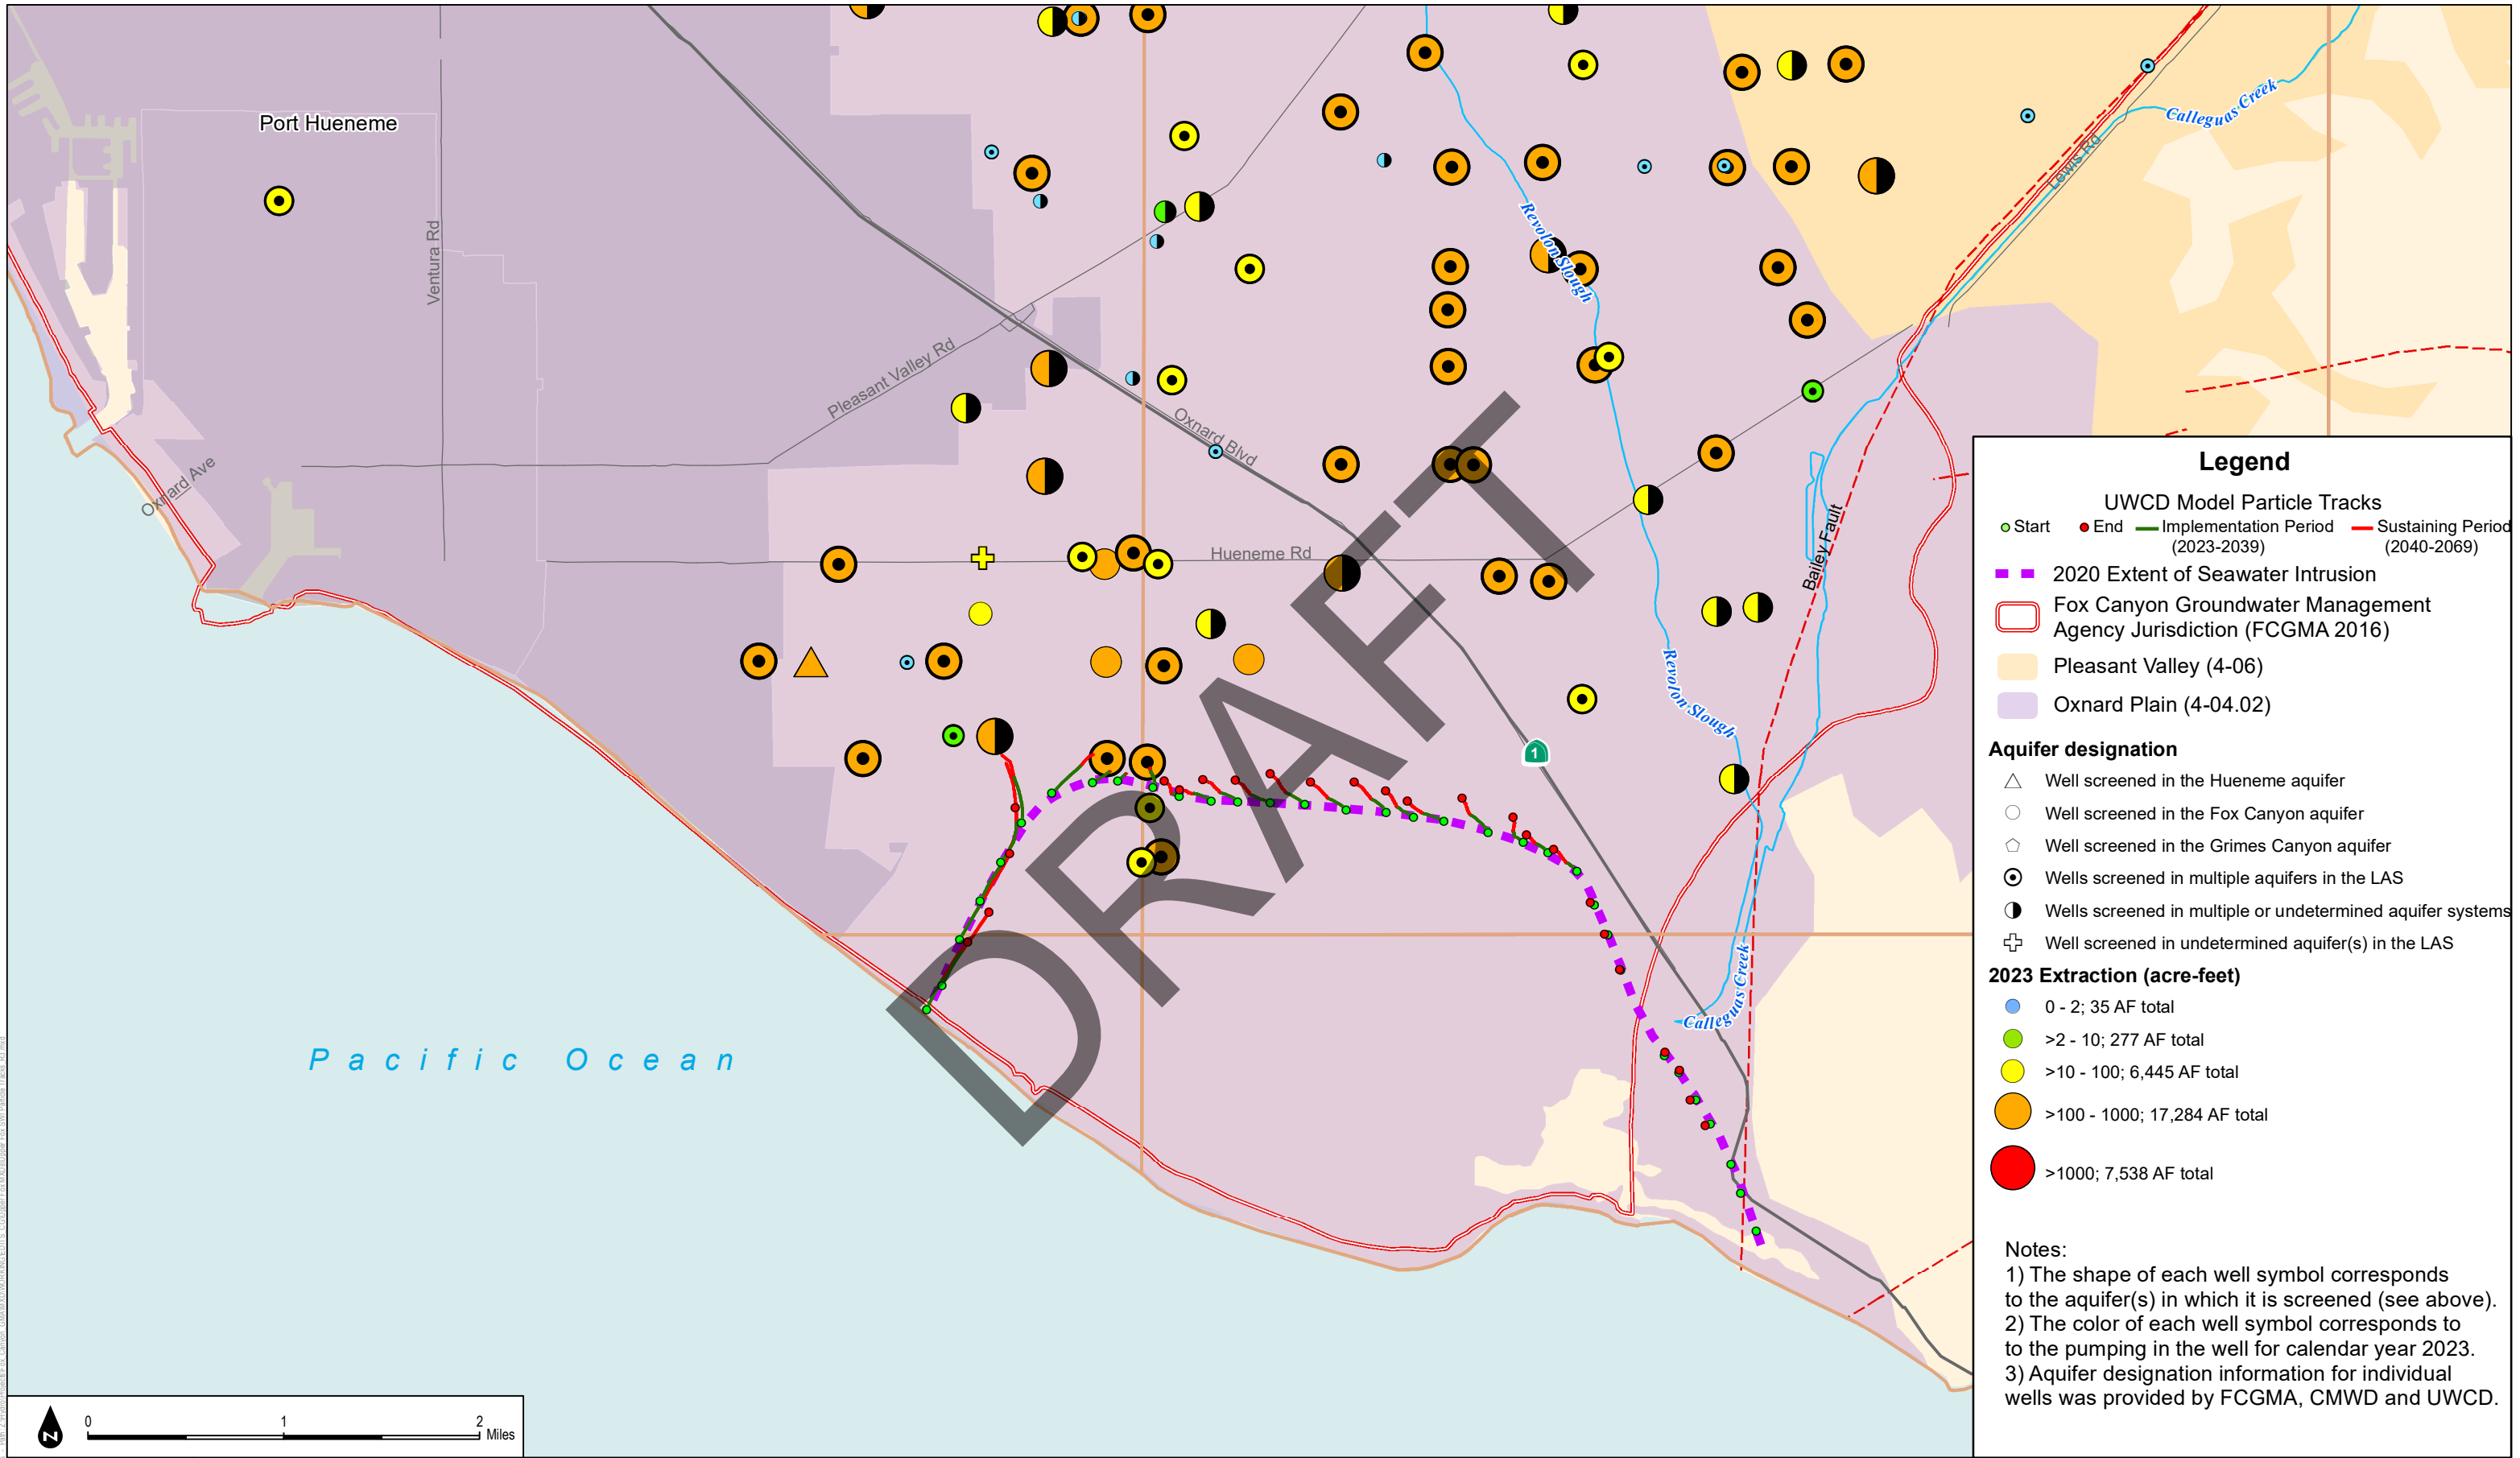 Port Hueneme
Ventura Rd
Oxnard Ave
Pleasant Valley Rd
Oxnard Blvd
Hueneme Rd
Revolon Slough
Revolon Slough
Calleguas Creek
Lewis Rd
Bailey Fault
1
Calleguas Creek
Pacific Ocean
DRAFT
N
0 1 2
Miles
Legend
UWCD Model Particle Tracks
Start End Implementation Period Sustaining Period
(2023-2039) (2040-2069)
2020 Extent of Seawater Intrusion
Fox Canyon Groundwater Management
Agency Jurisdiction (FCGMA 2016)
Pleasant Valley (4-06)
Oxnard Plain (4-04.02)
Aquifer designation
Well screened in the Hueneme aquifer
Well screened in the Fox Canyon aquifer
Well screened in the Grimes Canyon aquifer
Wells screened in multiple aquifers in the LAS
Wells screened in multiple or undetermined aquifer systems
Well screened in undetermined aquifer(s) in the LAS
2023 Extraction (acre-feet)
0 - 2; 35 AF total
>2 - 10; 277 AF total
>10 - 100; 6,445 AF total
>100 - 1000; 17,284 AF total
>1000; 7,538 AF total
Notes:
1) The shape of each well symbol corresponds
to the aquifer(s) in which it is screened (see above).
2) The color of each well symbol corresponds to
to the pumping in the well for calendar year 2023.
3) Aquifer designation information for individual
wells was provided by FCGMA, CMWD and UWCD.